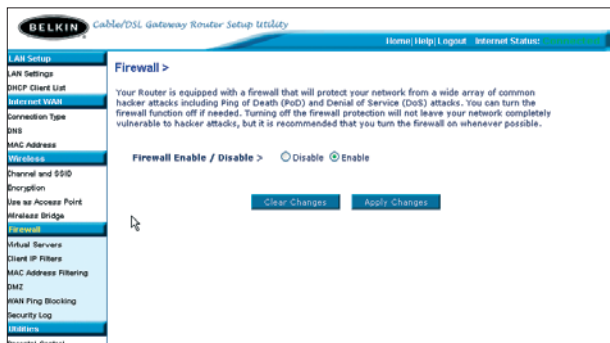 BELKIN Cable/DSL Gateway Router Setup Utility
Home|Help|Logout Internet Status:
LAN Setup
LAN Settings
DHCP Client List
Internet WAN
Connection Type
DNS
MAC Address
Wireless
Channel and SSID
Encryption
Use as Access Point
Wireless Bridge
Firewall
Virtual Servers
Client IP Filters
MAC Address Filtering
DMZ
WAN Ping Blocking
Security Log
Utilities
Parental Control
Firewall >
Your Router is equipped with a firewall that will protect your network from a wide array of common
hacker attacks including Ping of Death (PoD) and Denial of Service (DoS) attacks. You can turn the
firewall function off if needed. Turning off the firewall protection will not leave your network completely
vulnerable to hacker attacks, but it is recommended that you turn the firewall on whenever possible.
Firewall Enable / Disable > Disable Enable
Clear Changes Apply Changes